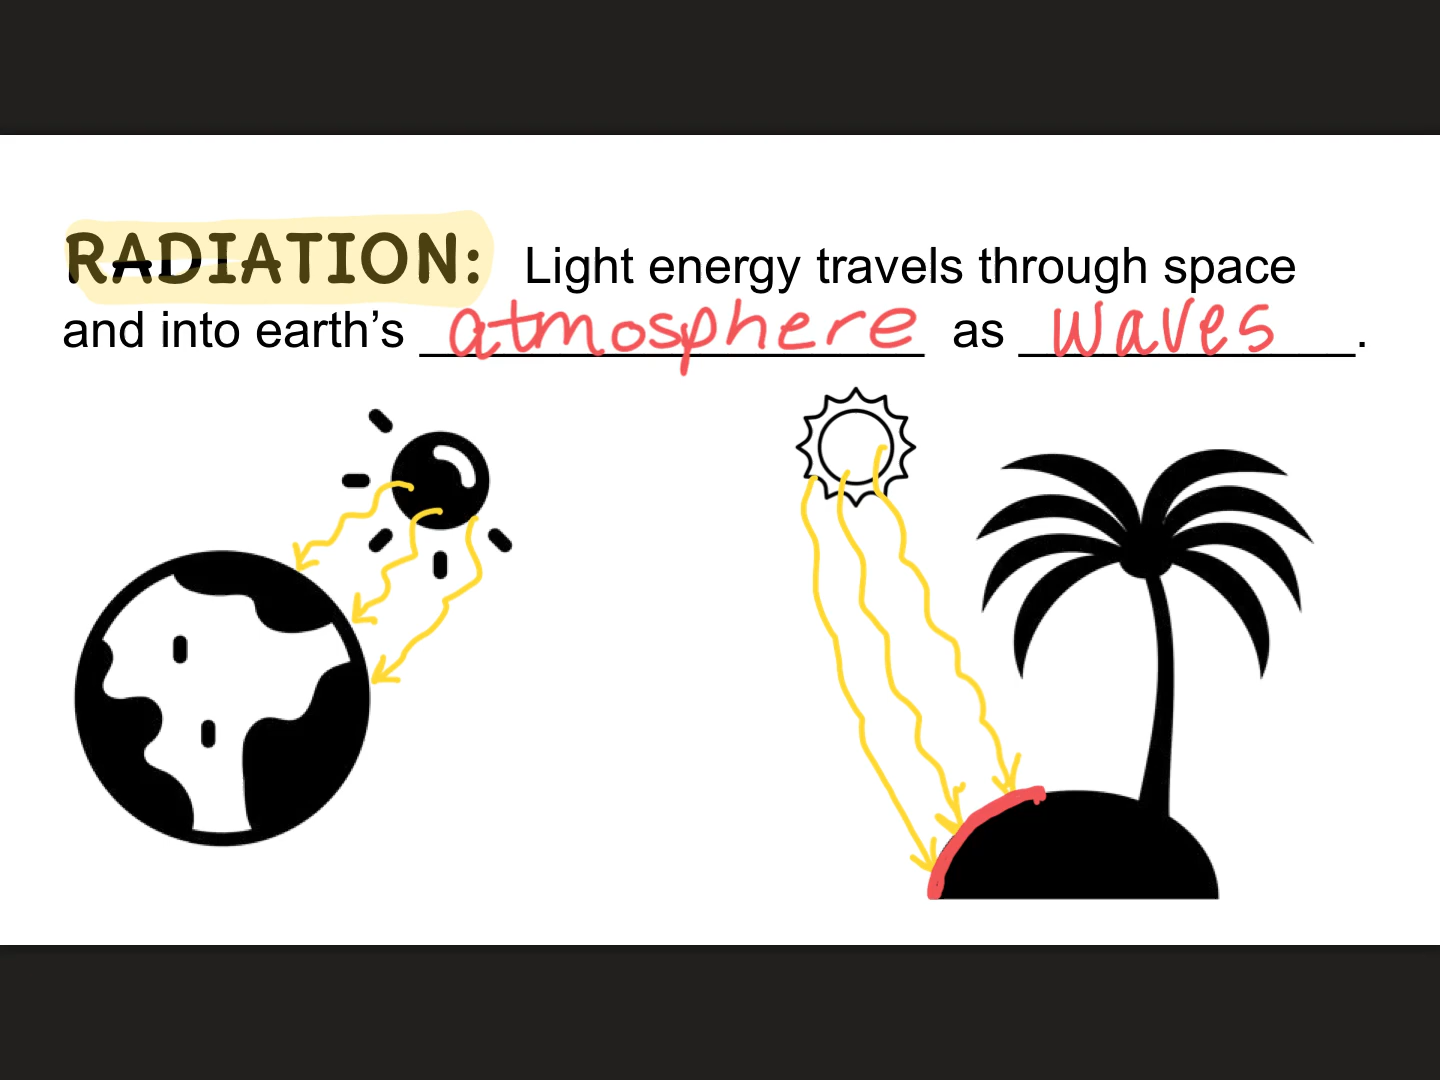 RADIATION: Light energy travels through space
and into earth’s atmosphere as waves.